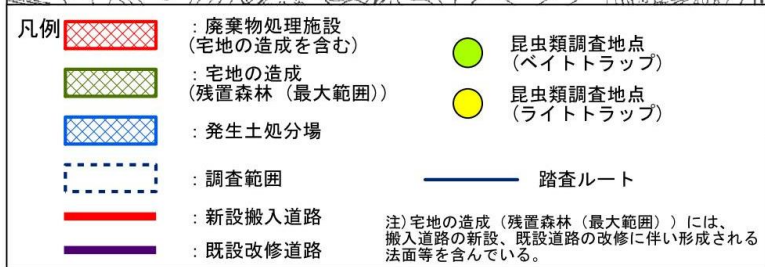 凡例
：廃棄物処理施設
(宅地の造成を含む)
：宅地の造成
(残置森林（最大範囲）)
：発生土処分場
：調査範囲
：新設搬入道路
：既設改修道路
昆虫類調査地点
(ベイトトラップ)
昆虫類調査地点
(ライトトラップ)
踏査ルート
注)宅地の造成（残置森林（最大範囲））には、
搬入道路の新設、既設道路の改修に伴い形成される
法面等を含んでいる。